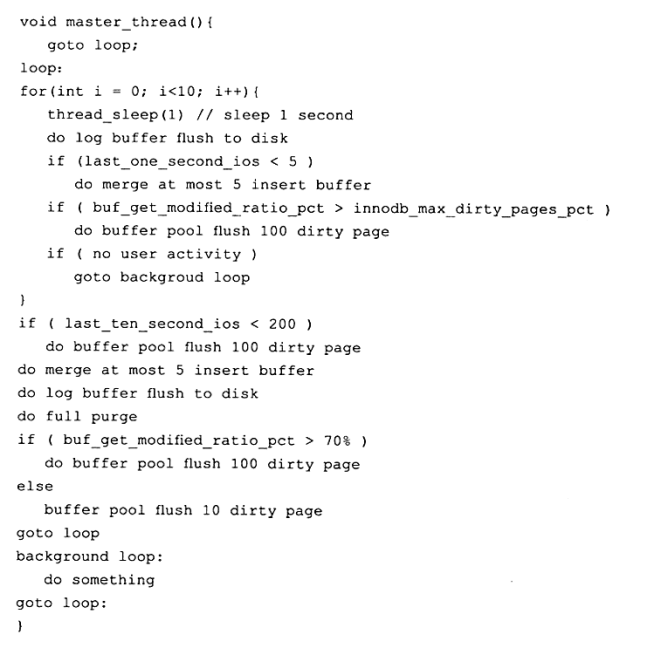 void master_thread(){
goto loop;
loop:
for(int i = 0; i<10; i++){
thread_sleep(1) // sleep 1 second
do log buffer flush to disk
if (last_one_second_ios < 5 )
do merge at most 5 insert buffer
if ( buf_get_modified_ratio_pct > innodb_max_dirty_pages_pct )
do buffer pool flush 100 dirty page
if ( no user activity )
goto backgroud loop
}
if ( last_ten_second_ios < 200 )
do buffer pool flush 100 dirty page
do merge at most 5 insert buffer
do log buffer flush to disk
do full purge
if ( buf_get_modified_ratio_pct > 70% )
do buffer pool flush 100 dirty page
else
buffer pool flush 10 dirty page
goto loop
background loop:
do something
goto loop:
}